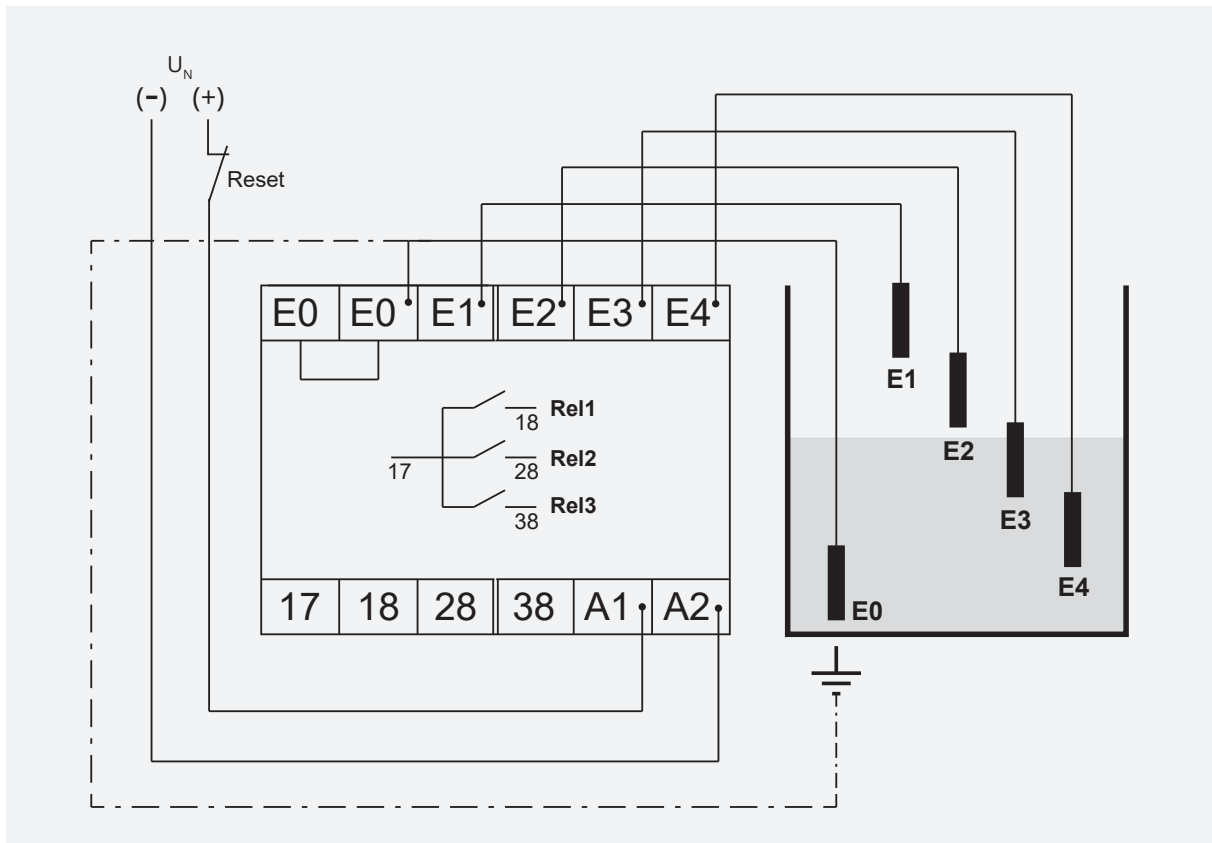 U_N
(-) (+)
Reset
E0 E0 E1 E2 E3 E4
18 Rel1
17 28 Rel2
38 Rel3
17 18 28 38 A1 A2
E1
E2
E3
E4
E0